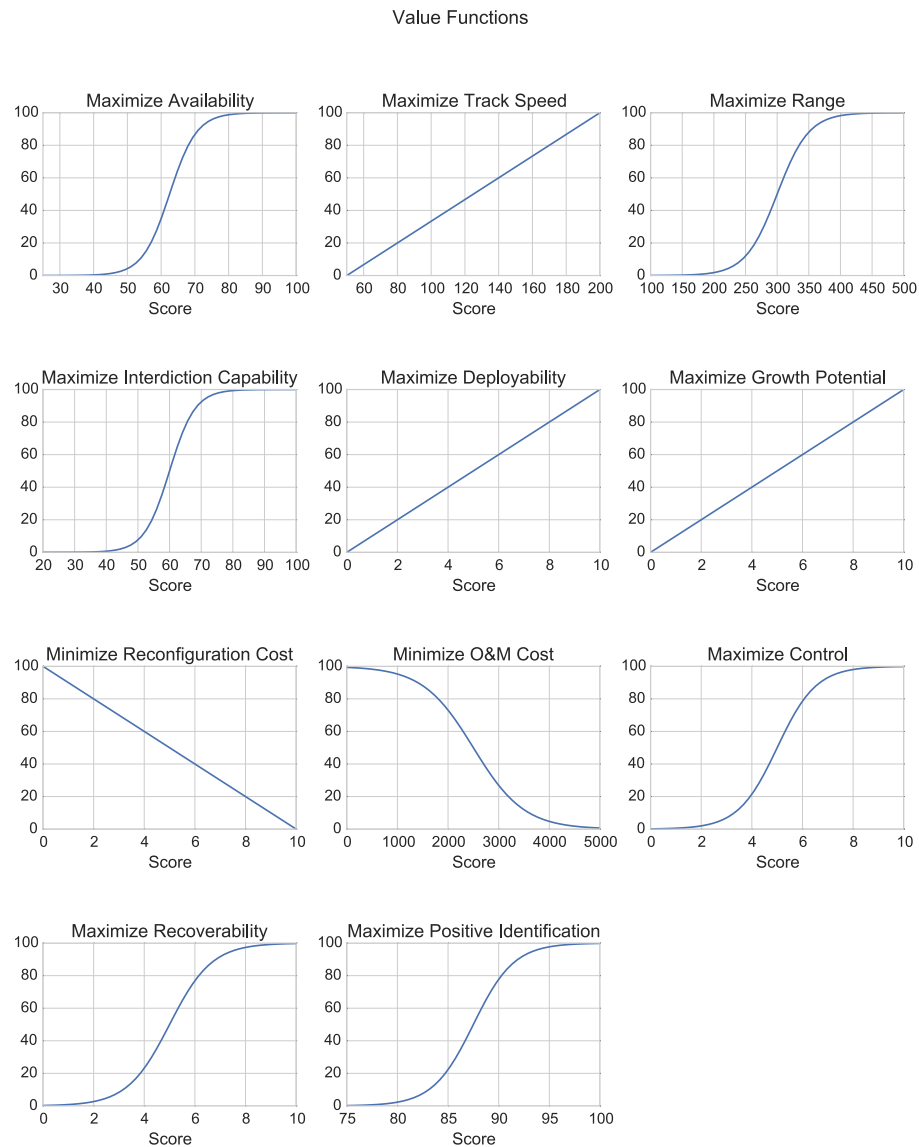 Value Functions
Maximize Availability
100
80
60
40
20
0
30 40 50 60 70 80 90 100
Score
Maximize Track Speed
100
80
60
40
20
0
60 80 100 120 140 160 180 200
Score
Maximize Range
100
80
60
40
20
0
100 150 200 250 300 350 400 450 500
Score
Maximize Interdiction Capability
100
80
60
40
20
0
20 30 40 50 60 70 80 90 100
Score
Maximize Deployability
100
80
60
40
20
0
0 2 4 6 8 10
Score
Maximize Growth Potential
100
80
60
40
20
0
0 2 4 6 8 10
Score
Minimize Reconfiguration Cost
100
80
60
40
20
0
0 2 4 6 8 10
Score
Minimize O&M Cost
100
80
60
40
20
0
0 1000 2000 3000 4000 5000
Score
Maximize Control
100
80
60
40
20
0
0 2 4 6 8 10
Score
Maximize Recoverability
100
80
60
40
20
0
0 2 4 6 8 10
Score
Maximize Positive Identification
100
80
60
40
20
0
75 80 85 90 95 100
Score